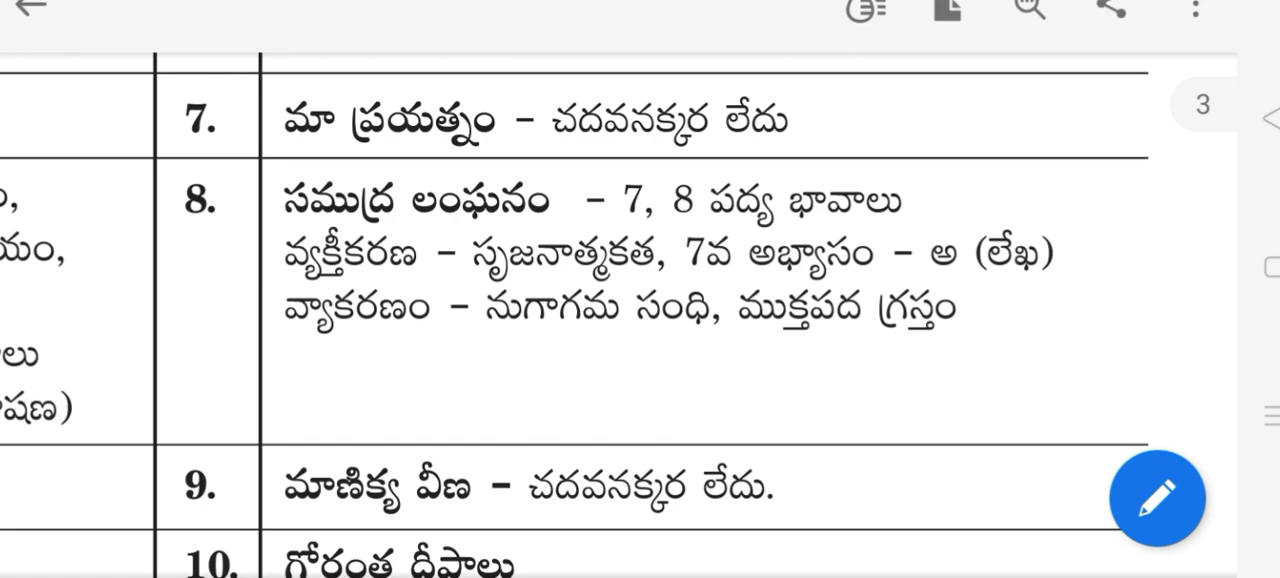 3
7. మా ప్రయత్నం – చదవనక్కర లేదు
8. సముద్ర లంఘనం – 7, 8 పద్య భావాలు
యం, వ్యక్తీకరణ – సృజనాత్మకత, 7వ అభ్యాసం – అ (లేఖ)
వ్యాకరణం – నుగాగమ సంధి, ముక్తపద గ్రస్తం
లు
షణ)
9. మాణిక్య వీణ – చదవనక్కర లేదు.
10. గోరంత దీపాలు